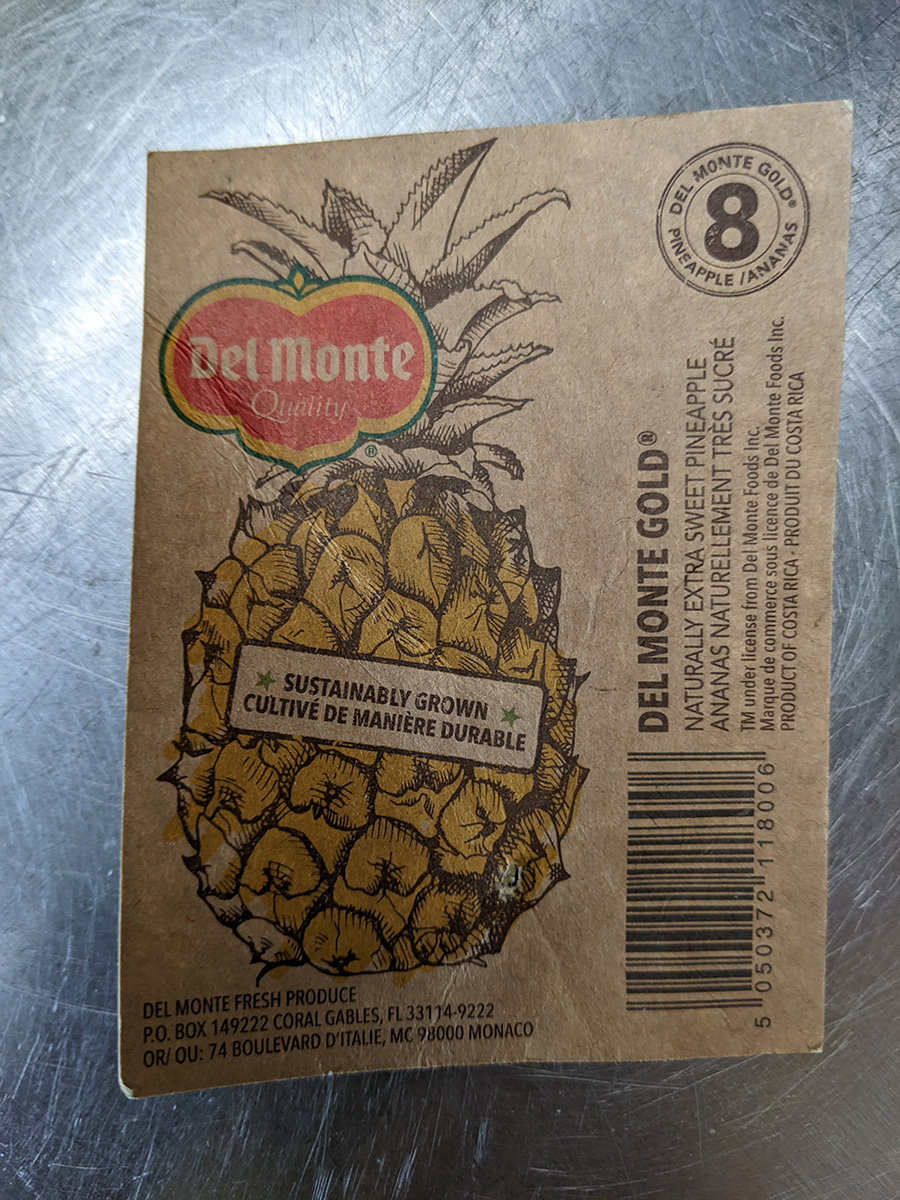 Del Monte
Quality
®
SUSTAINABLY GROWN
CULTIVÉ DE MANIÈRE DURABLE
DEL MONTE FRESH PRODUCE
P.O. BOX 149222 CORAL GABLES, FL 33114-9222
OR/ OU: 74 BOULEVARD D'ITALIE, MC 98000 MONACO
DEL MONTE GOLD®
8
PINEAPPLE / ANANAS
DEL MONTE GOLD®
NATURALLY EXTRA SWEET PINEAPPLE
ANANAS NATURELLEMENT TRÈS SUCRÉ
TM under license from Del Monte Foods Inc.
Marque de commerce sous licence de Del Monte Foods Inc.
PRODUCT OF COSTA RICA - PRODUIT DU COSTA RICA
5 050372 118006